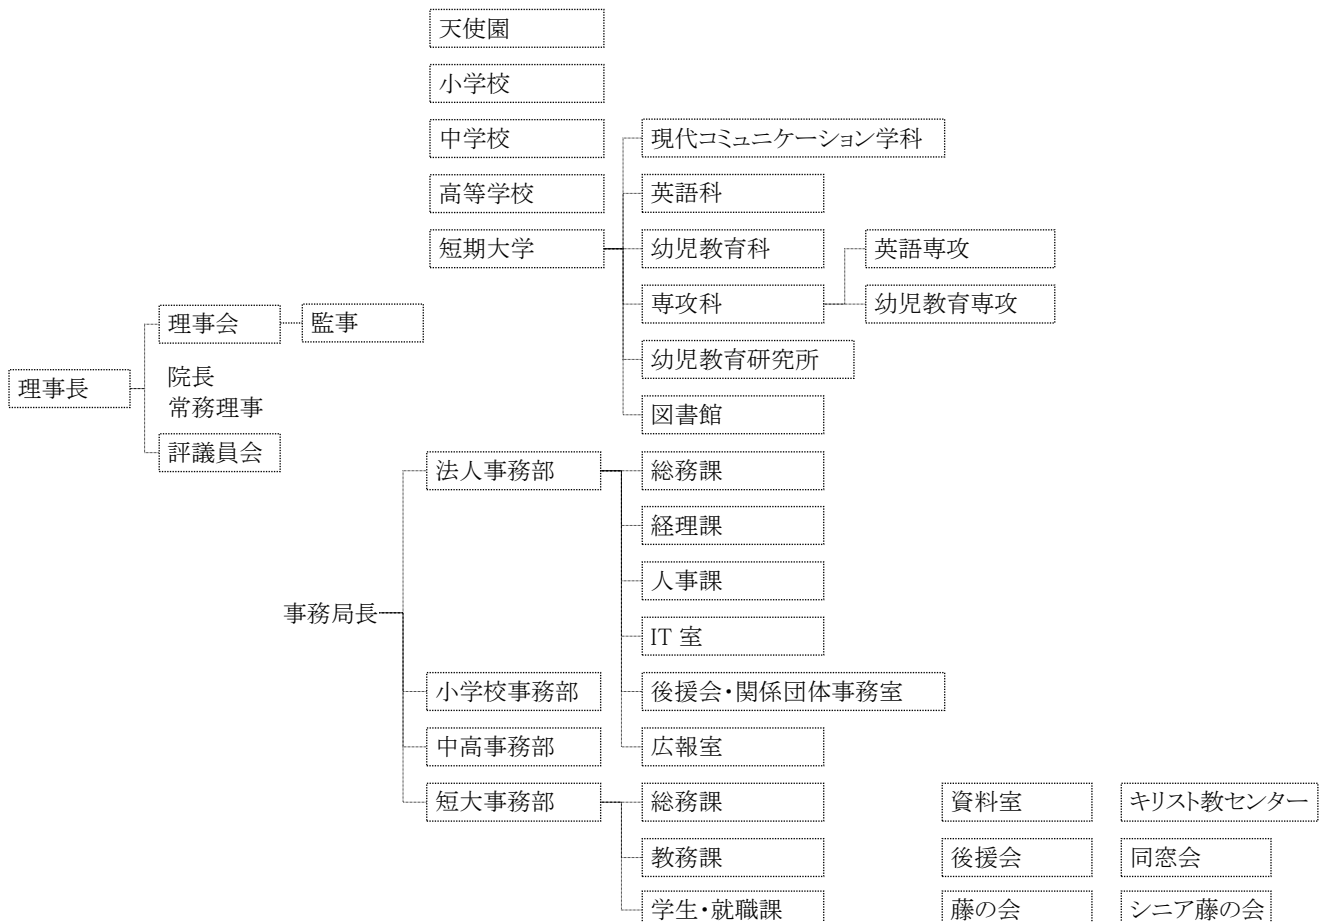 天使園
小学校
中学校
現代コミュニケーション学科
高等学校
英語科
短期大学
幼児教育科
英語専攻
専攻科
幼児教育専攻
理事会
監事
幼児教育研究所
理事長
院長
常務理事
図書館
評議員会
法人事務部
総務課
経理課
人事課
事務局長
IT 室
小学校事務部
後援会・関係団体事務室
中高事務部
広報室
短大事務部
総務課
資料室
キリスト教センター
教務課
後援会
同窓会
学生・就職課
藤の会
シニア藤の会